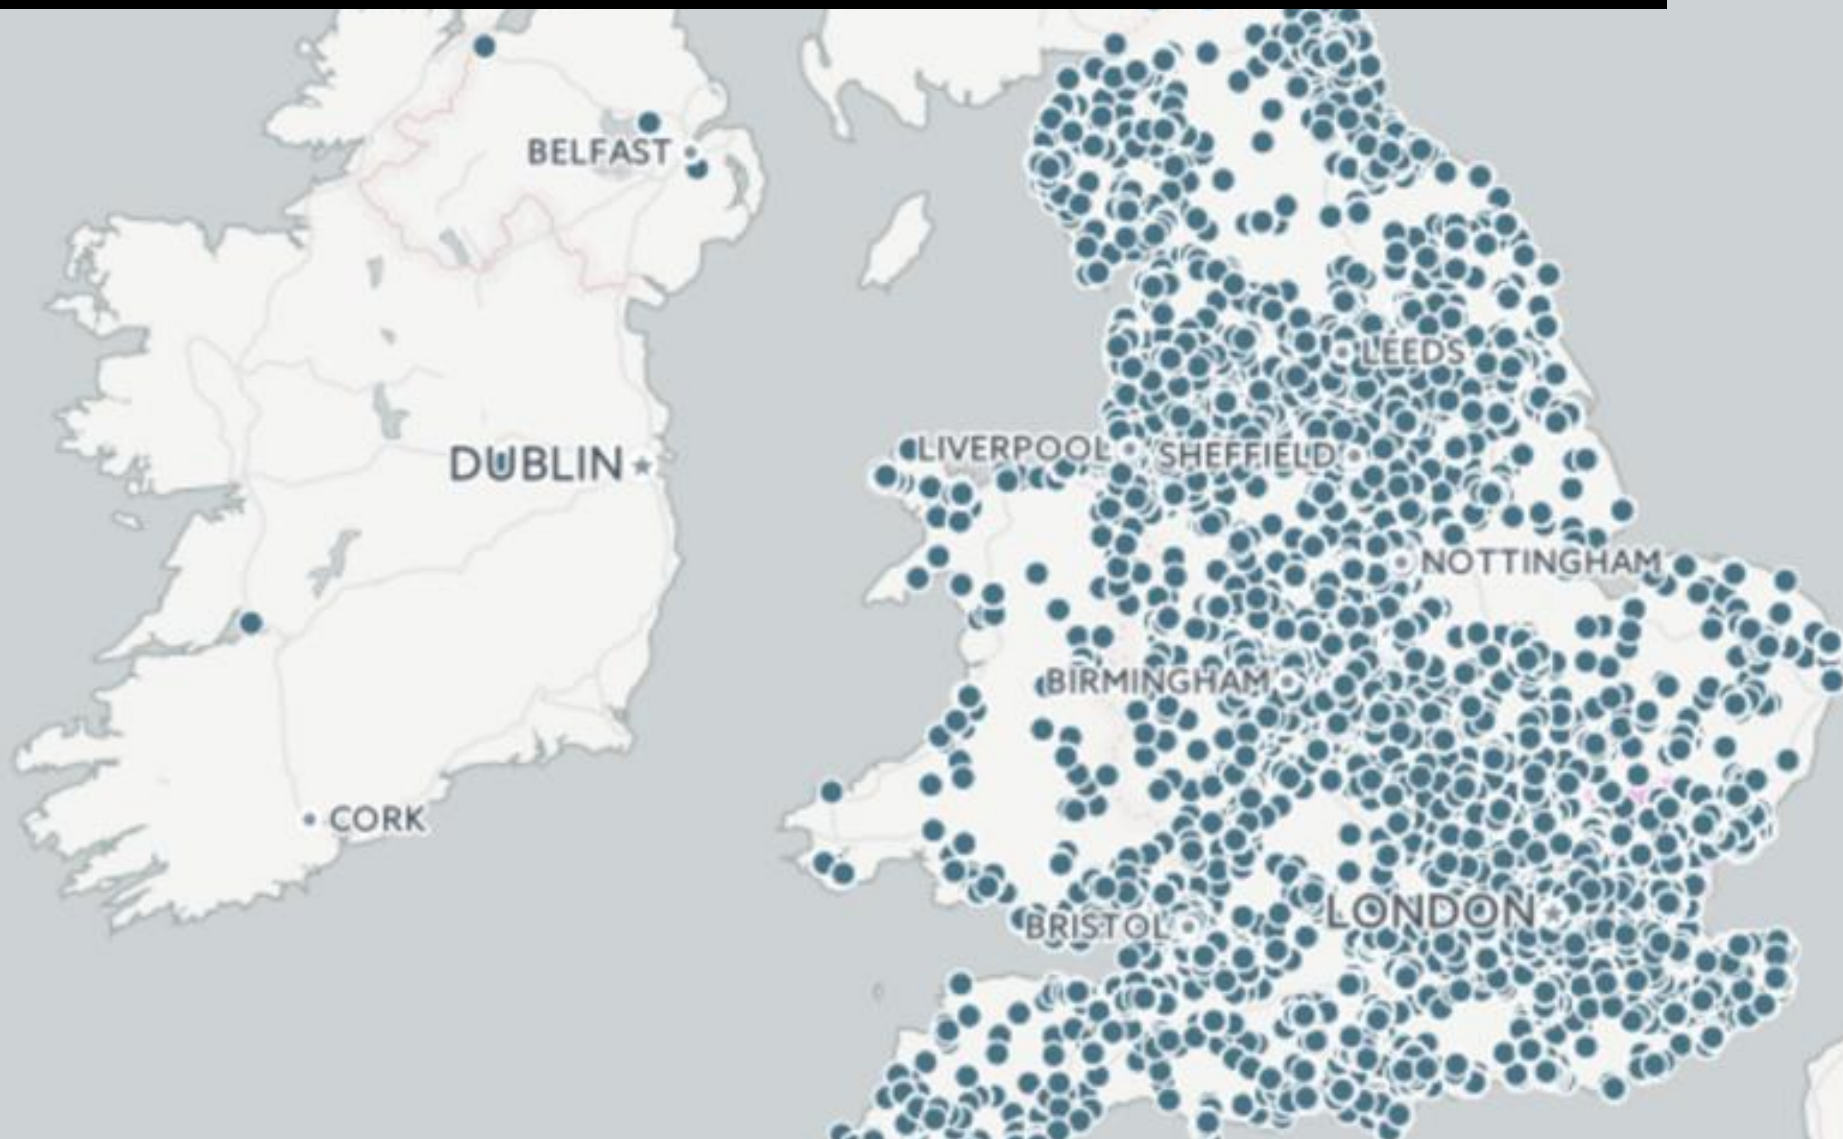 BELFAST
LEEDS
LIVERPOOL
SHEFFIELD
DUBLIN
NOTTINGHAM
BIRMINGHAM
CORK
LONDON
BRISTOL